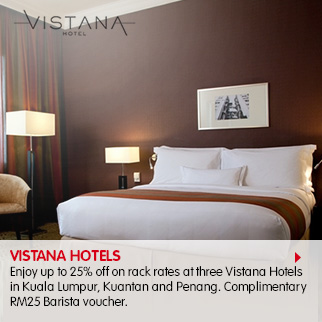 VISTANA
HOTEL
VISTANA HOTELS
Enjoy up to 25% off on rack rates at three Vistana Hotels
in Kuala Lumpur, Kuantan and Penang. Complimentary
RM25 Barista voucher.